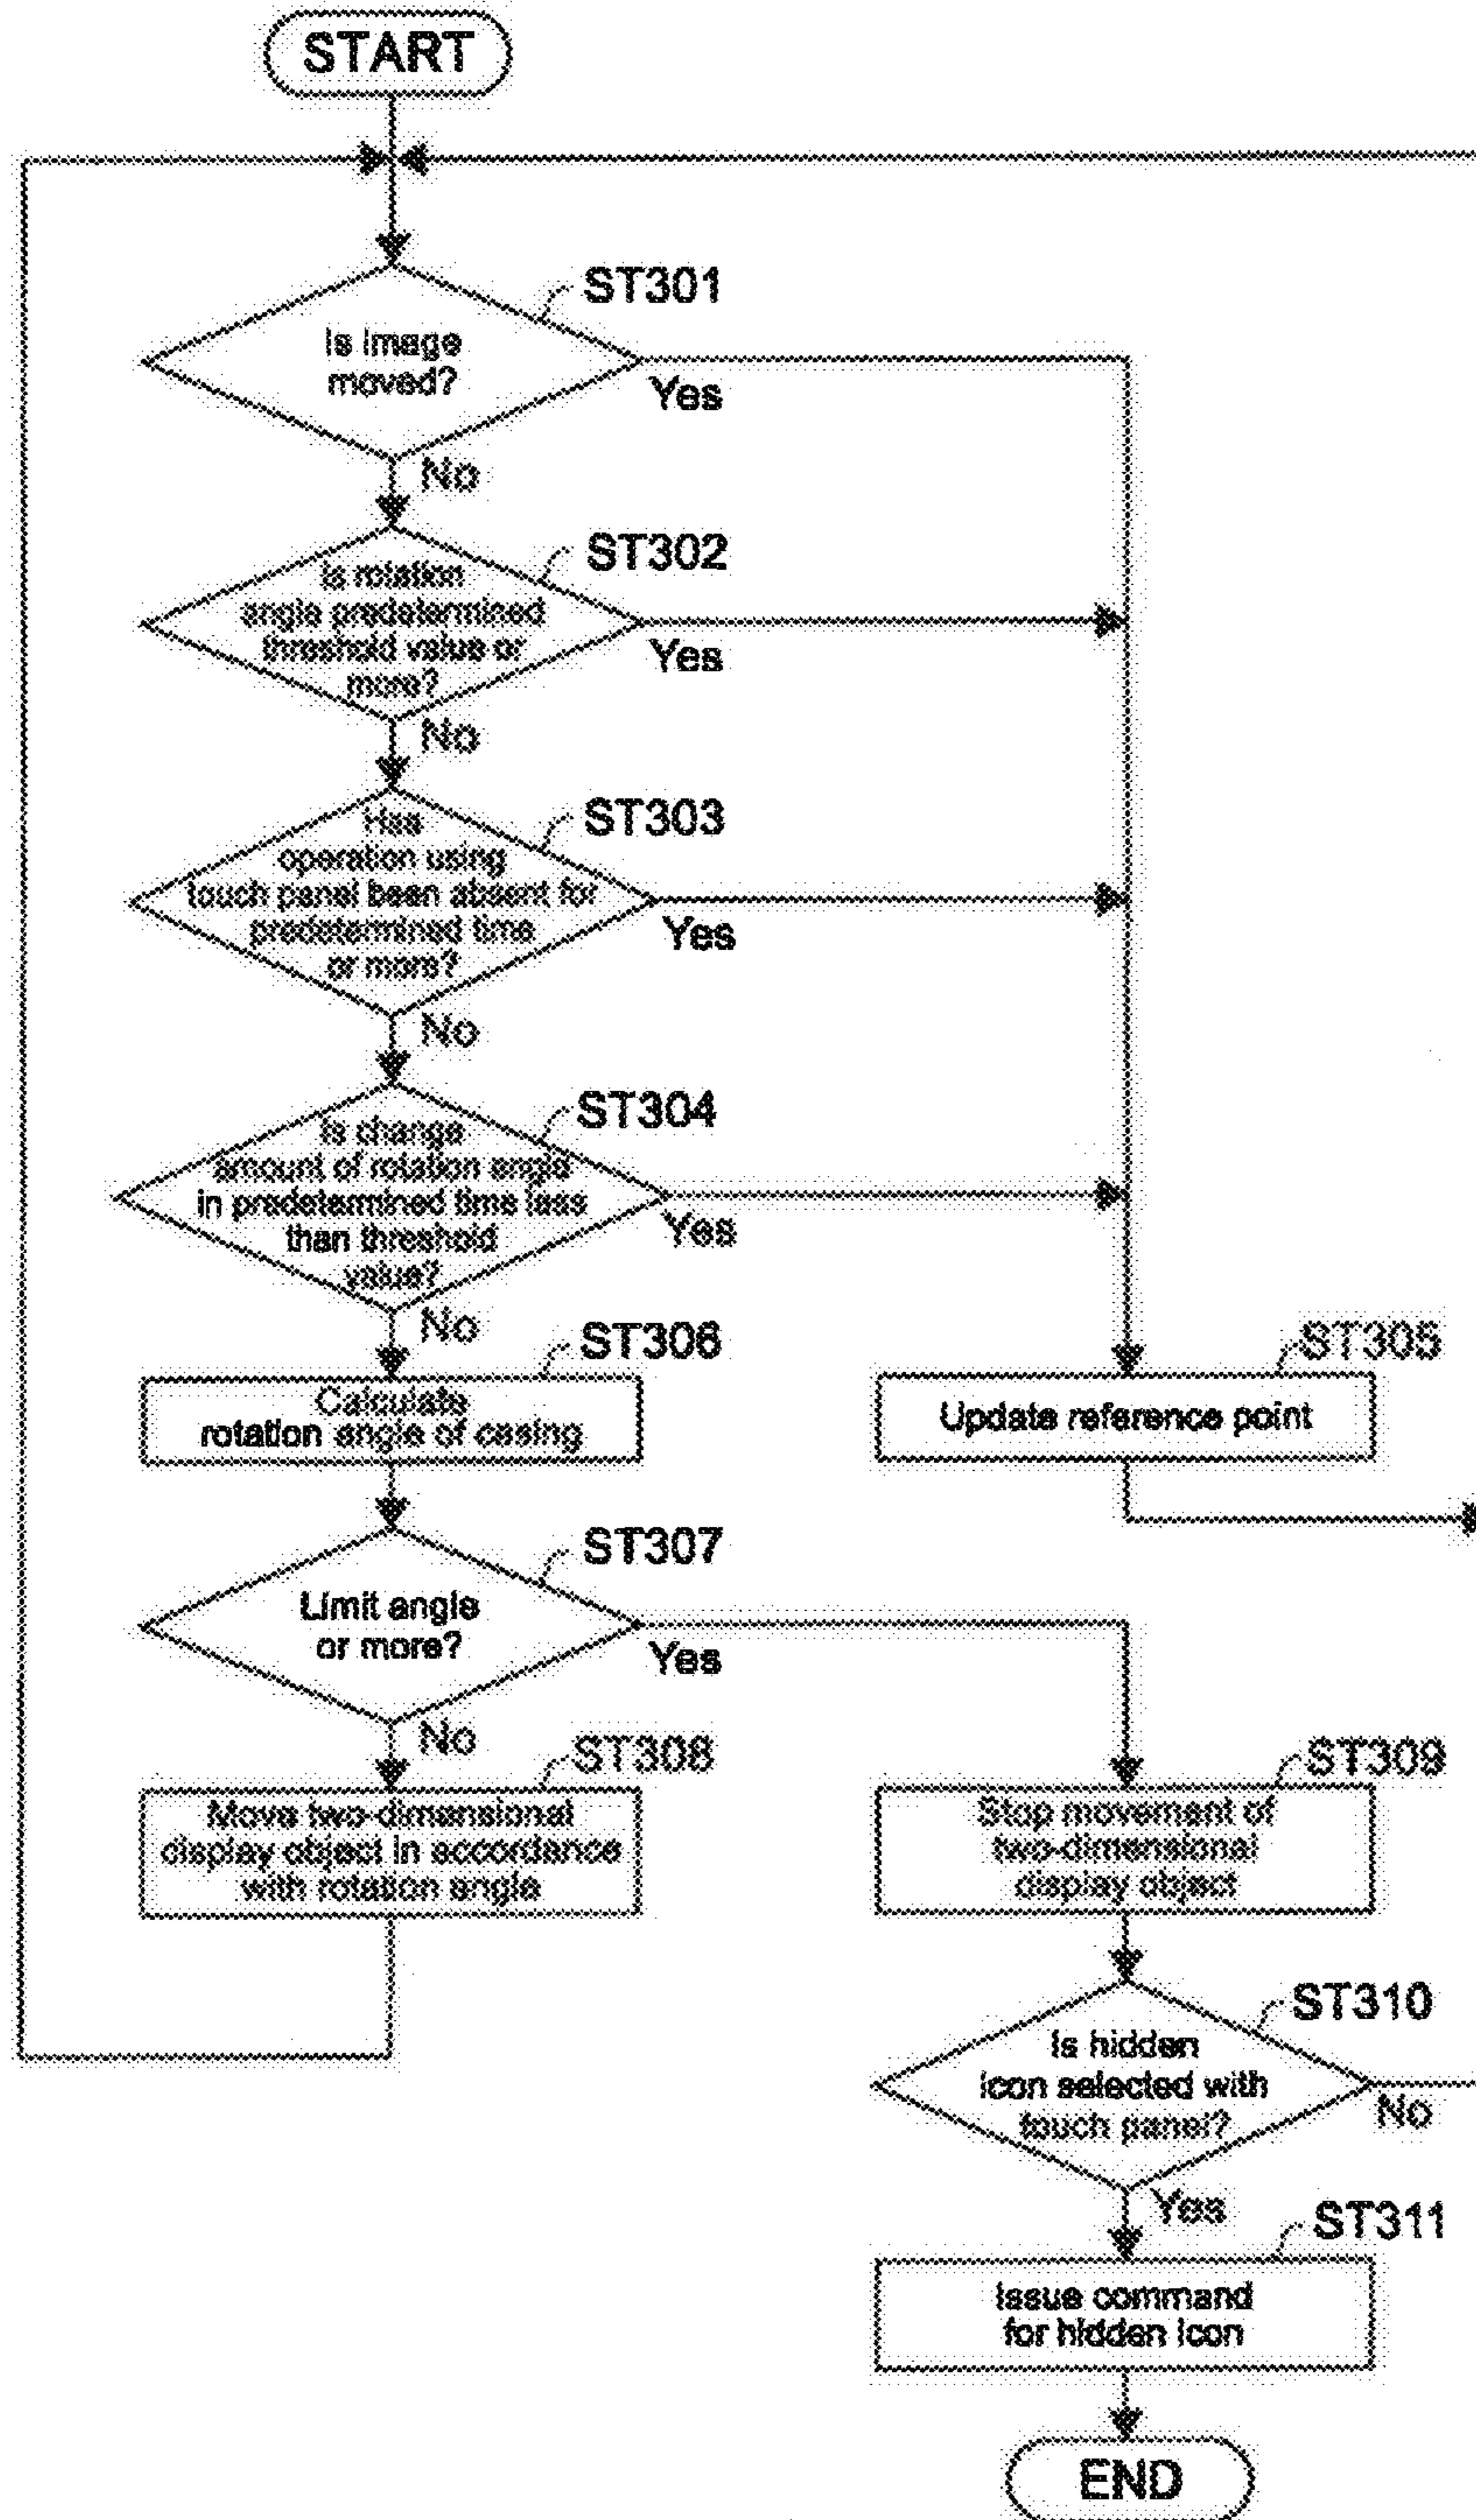 START
ST301
Is image
moved?
Yes
No
ST302
Is rotation
angle predetermined
threshold value or
more?
Yes
No
ST303
Has
operation using
touch panel been absent for
predetermined time
or more?
Yes
No
ST304
Is change
amount of rotation angle
in predetermined time less
than threshold
value?
Yes
No
ST306
Calculate
rotation angle of casing
ST305
Update reference point
ST307
Limit angle
or more?
Yes
No
ST308
Move two-dimensional
display object in accordance
with rotation angle
ST309
Stop movement of
two-dimensional
display object
ST310
Is hidden
icon selected with
touch panel?
No
Yes
ST311
Issue command
for hidden icon
END